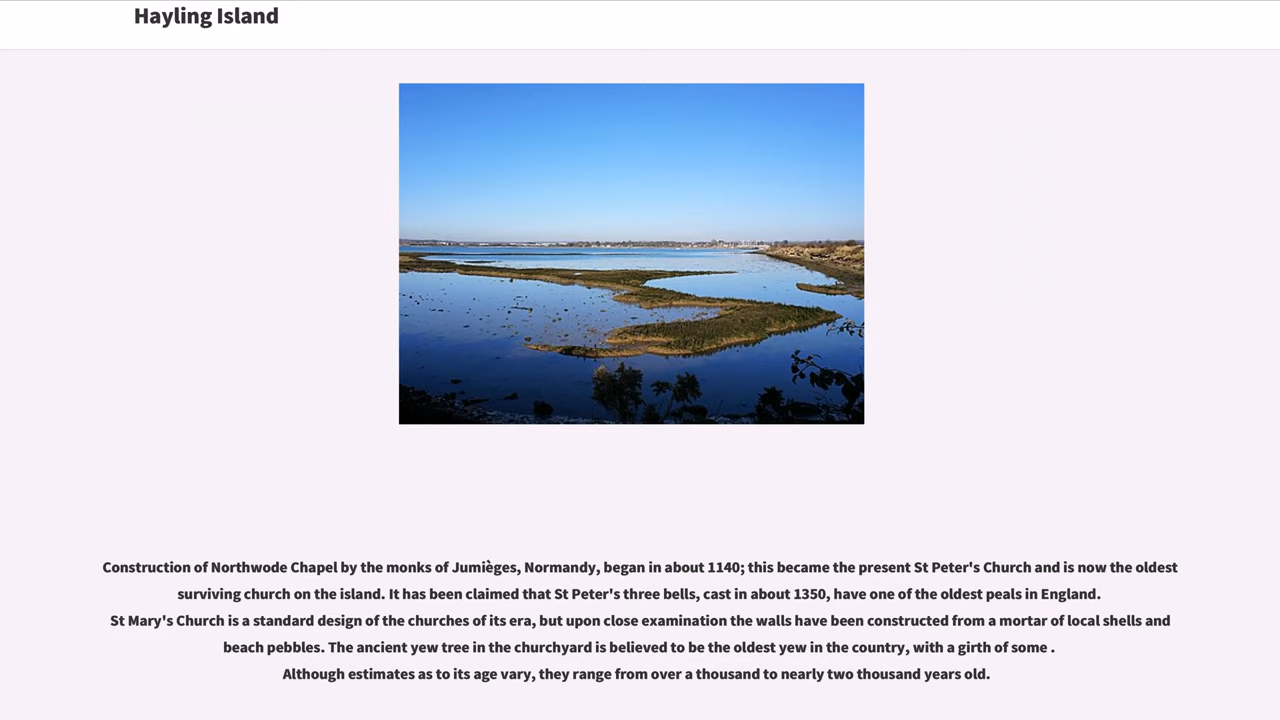 Hayling Island
Construction of Northwode Chapel by the monks of Jumièges, Normandy, began in about 1140; this became the present St Peter's Church and is now the oldest
surviving church on the island. It has been claimed that St Peter's three bells, cast in about 1350, have one of the oldest peals in England.
St Mary's Church is a standard design of the churches of its era, but upon close examination the walls have been constructed from a mortar of local shells and
beach pebbles. The ancient yew tree in the churchyard is believed to be the oldest yew in the country, with a girth of some .
Although estimates as to its age vary, they range from over a thousand to nearly two thousand years old.